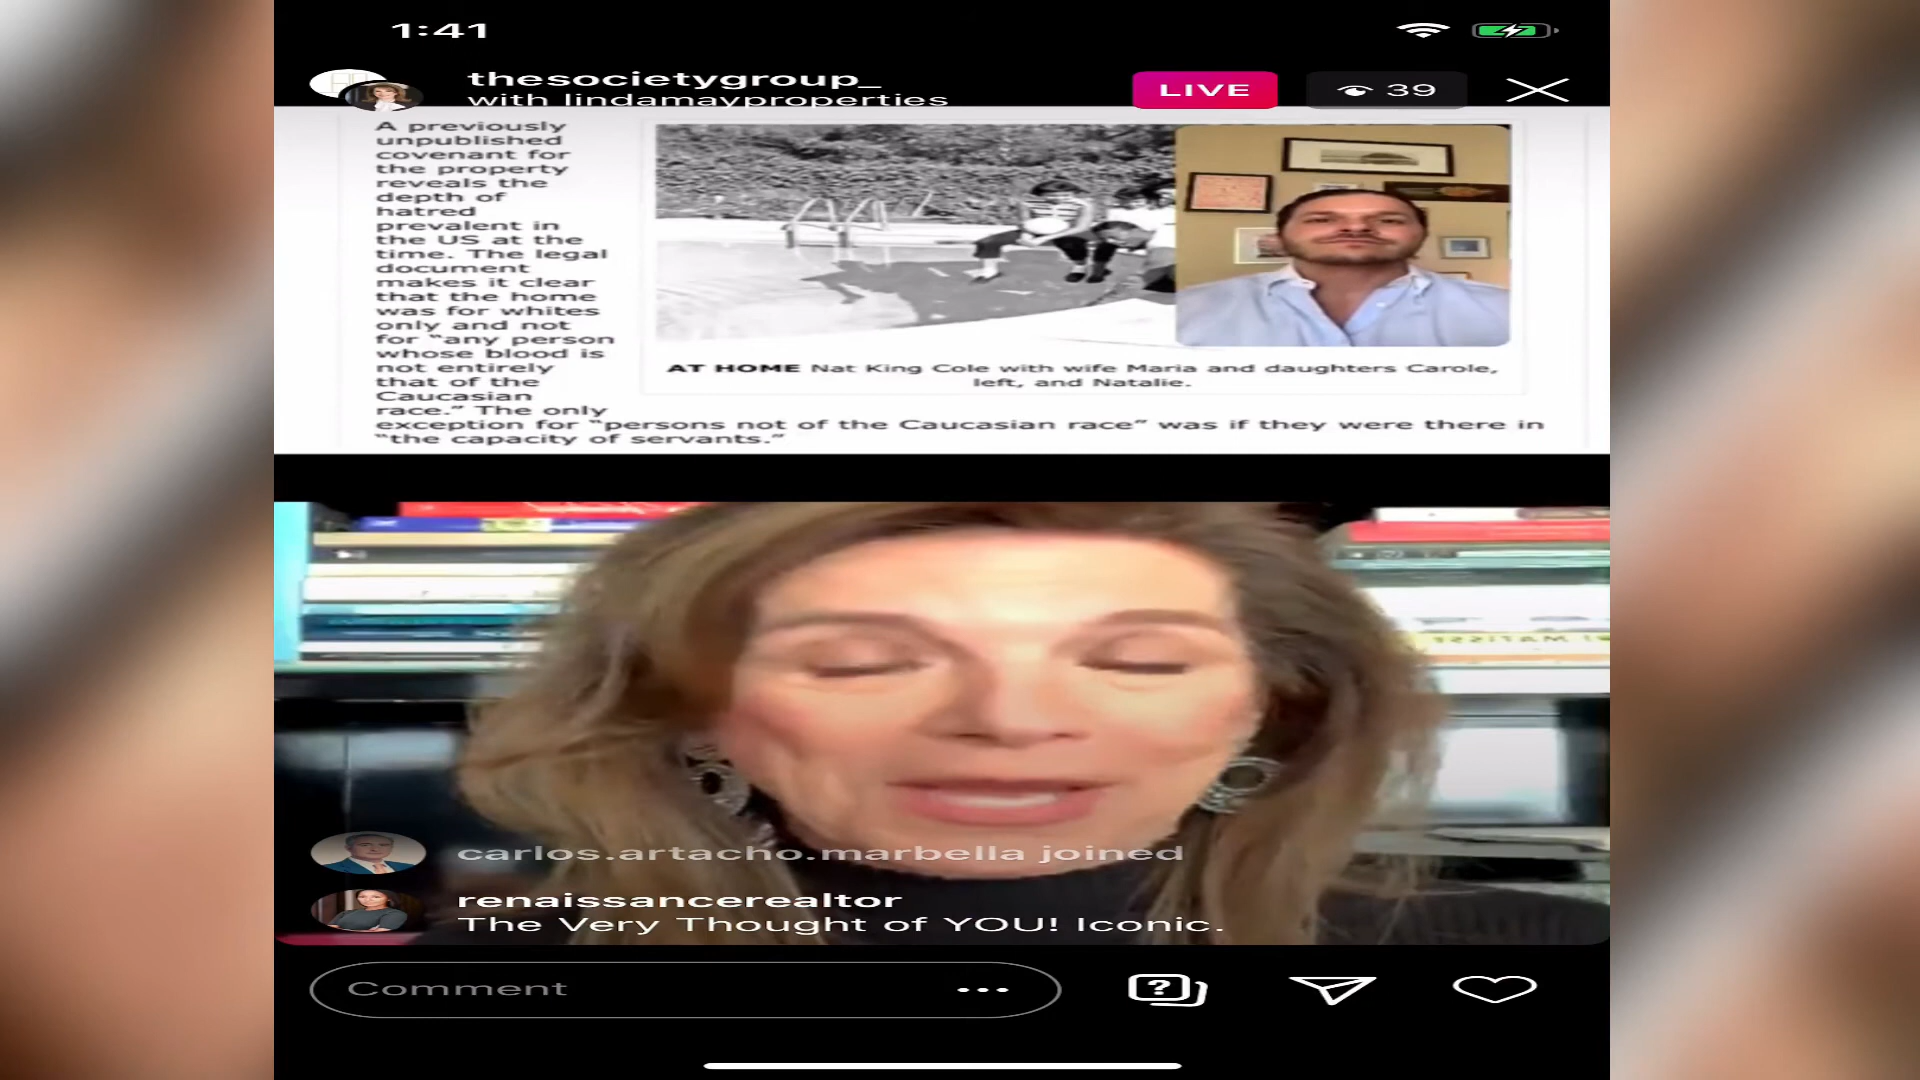 1:41
thesocietygroup_
with lindamayproperties
LIVE
39
A previously
unpublished
covenant for
the property
reveals the
depth of
hatred
prevalent in
the US at the
time. The legal
document
makes it clear
that the home
was for whites
only and not
for “any person
whose blood is
not entirely
that of the
Caucasian
race.” The only
exception for “persons not of the Caucasian race” was if they were there in
“the capacity of servants.”
AT HOME Nat King Cole with wife Maria and daughters Carole,
left, and Natalie.
MATISSE
carlos.artacho.marbella joined
renaissancerealtor
The Very Thought of YOU! Iconic.
Comment